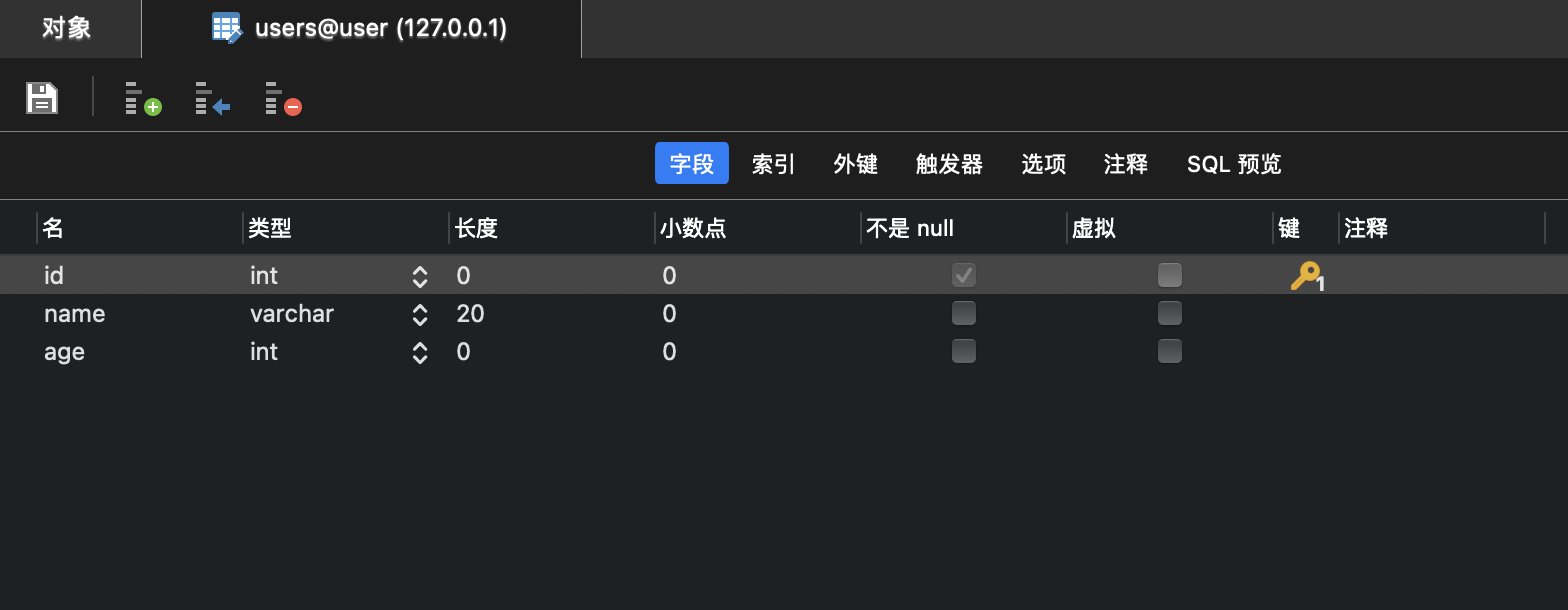 对象 users@user (127.0.0.1)
字段 索引 外键 触发器 选项 注释 SQL 预览
名 类型 长度 小数点 不是 null 虚拟 键 注释
id int 0 0 1
name varchar 20 0
age int 0 0